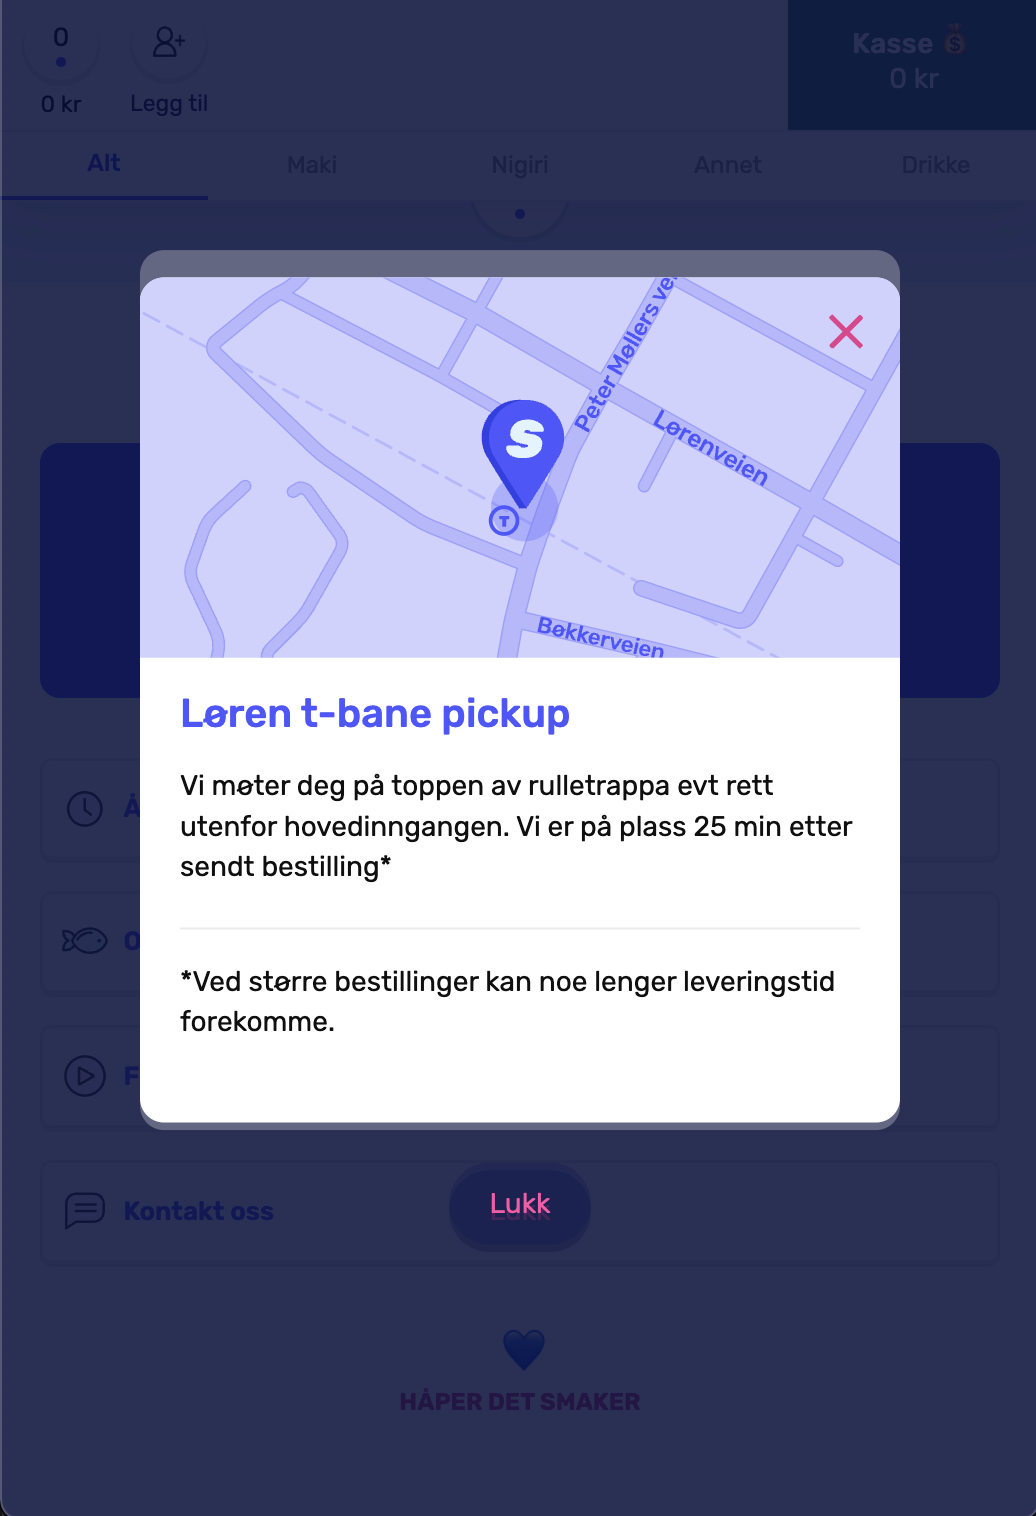 0
0 kr
Legg til
Kasse 💰
0 kr
Alt
Maki
Nigiri
Annet
Drikke
Peter Møllers vei
Lørenveien
S
T
Bøkkerveien
Løren t-bane pickup
Vi møter deg på toppen av rulletrappa evt rett
utenfor hovedinngangen. Vi er på plass 25 min etter
sendt bestilling*
*Ved større bestillinger kan noe lenger leveringstid
forekomme.
Kontakt oss
Lukk
HÅPER DET SMAKER